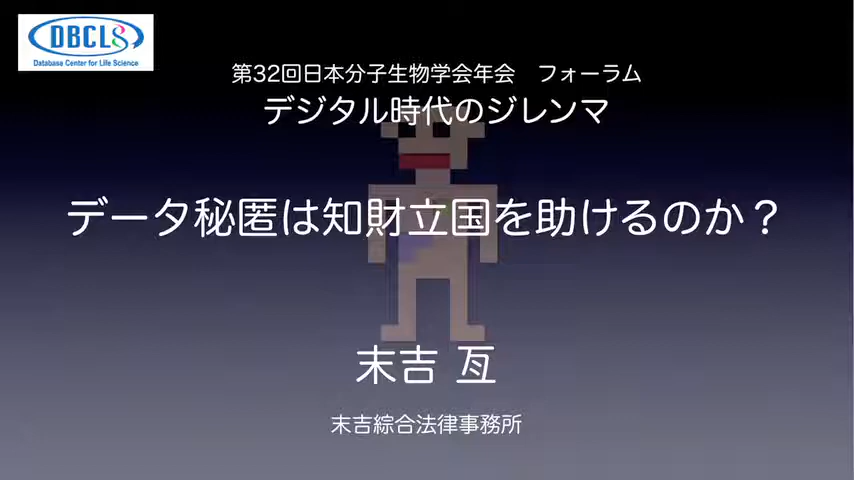 DBCLS
Database Center for Life Science
第32回日本分子生物学会年会　フォーラム
デジタル時代のジレンマ
データ秘匿は知財立国を助けるのか？
末吉 亙
末吉綜合法律事務所